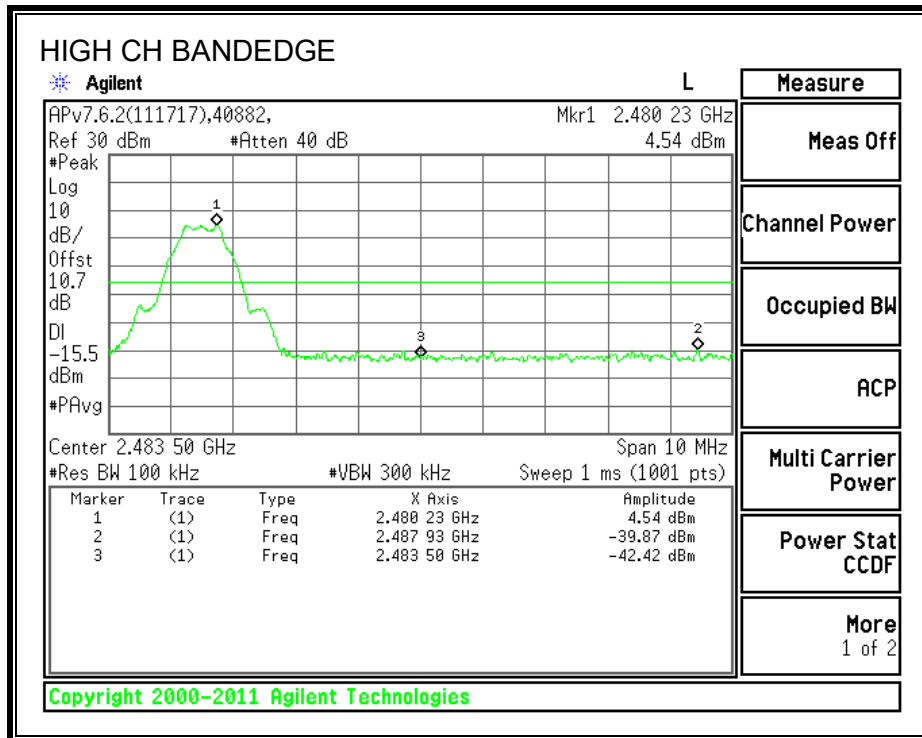 HIGH CH BANDEDGE
Agilent
L
Measure
APv7.6.2(111717),40882,
Mkr1 2.480 23 GHz
Ref 30 dBm
#Atten 40 dB
4.54 dBm
#Peak
Log
10
dB/
Offst
10.7
dB
DI
-15.5
dBm
#PAvg
1
2
3
Center 2.483 50 GHz
Span 10 MHz
#Res BW 100 kHz
#VBW 300 kHz
Sweep 1 ms (1001 pts)
Marker Trace Type X Axis Amplitude
1 (1) Freq 2.480 23 GHz 4.54 dBm
2 (1) Freq 2.487 93 GHz -39.87 dBm
3 (1) Freq 2.483 50 GHz -42.42 dBm
Meas Off
Channel Power
Occupied BW
ACP
Multi Carrier
Power
Power Stat
CCDF
More
1 of 2
Copyright 2000-2011 Agilent Technologies